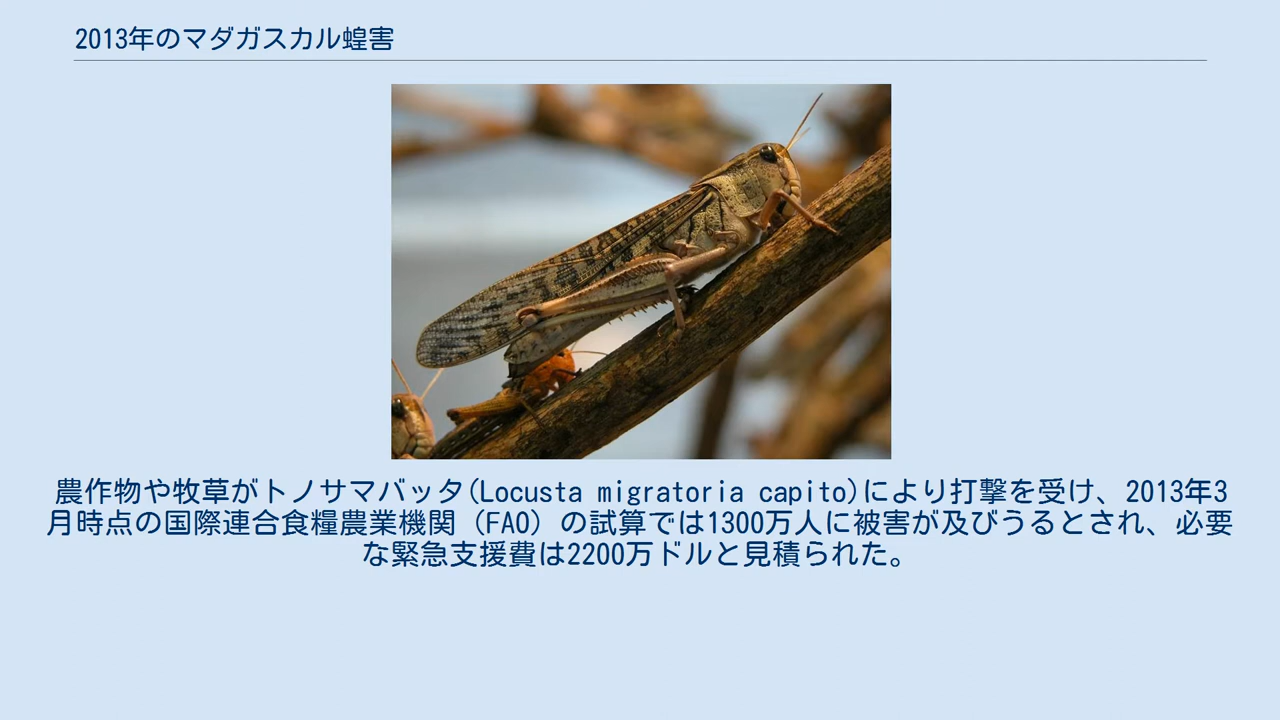 2013年のマダガスカル蝗害
農作物や牧草がトノサマバッタ(Locusta migratoria capito)により打撃を受け、2013年3
月時点の国際連合食糧農業機関（FAO）の試算では1300万人に被害が及びうるとされ、必要
な緊急支援費は2200万ドルと見積られた。